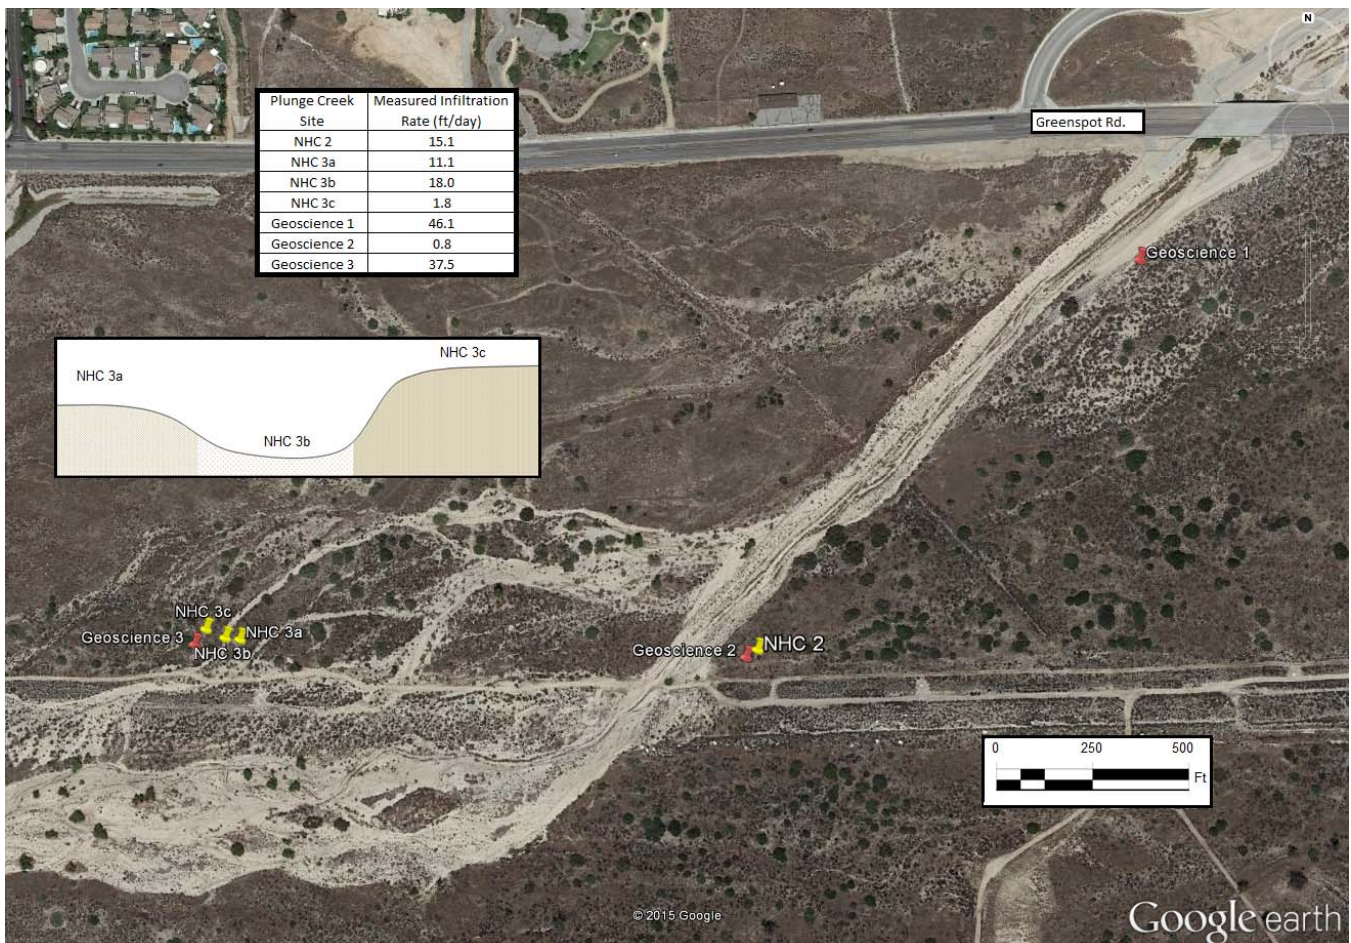 N
Plunge Creek Site Measured Infiltration Rate (ft/day)
NHC 2 15.1
NHC 3a 11.1
NHC 3b 18.0
NHC 3c 1.8
Geoscience 1 46.1
Geoscience 2 0.8
Geoscience 3 37.5
Greenspot Rd.
Geoscience 1
NHC 3c
NHC 3a
NHC 3b
NHC 3c
Geoscience 3
NHC 3a
NHC 3b
Geoscience 2
NHC 2
0 250 500
Ft
© 2015 Google
Google earth